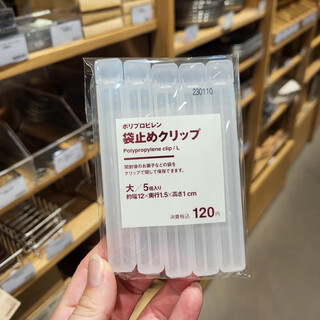 230110
ポリプロピレン
袋止めクリップ
Polypropylene clip / L
開封後のお菓子などの袋を
クリップで閉じて保存できます。
大／5個入り
約幅12×奥行1.5×高さ1cm
消費税込 120円